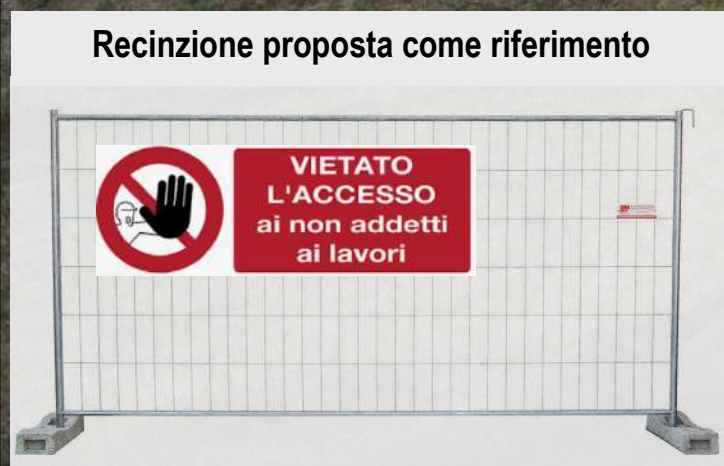 Recinzione proposta come riferimento
VIETATO
L'ACCESSO
ai non addetti
ai lavori